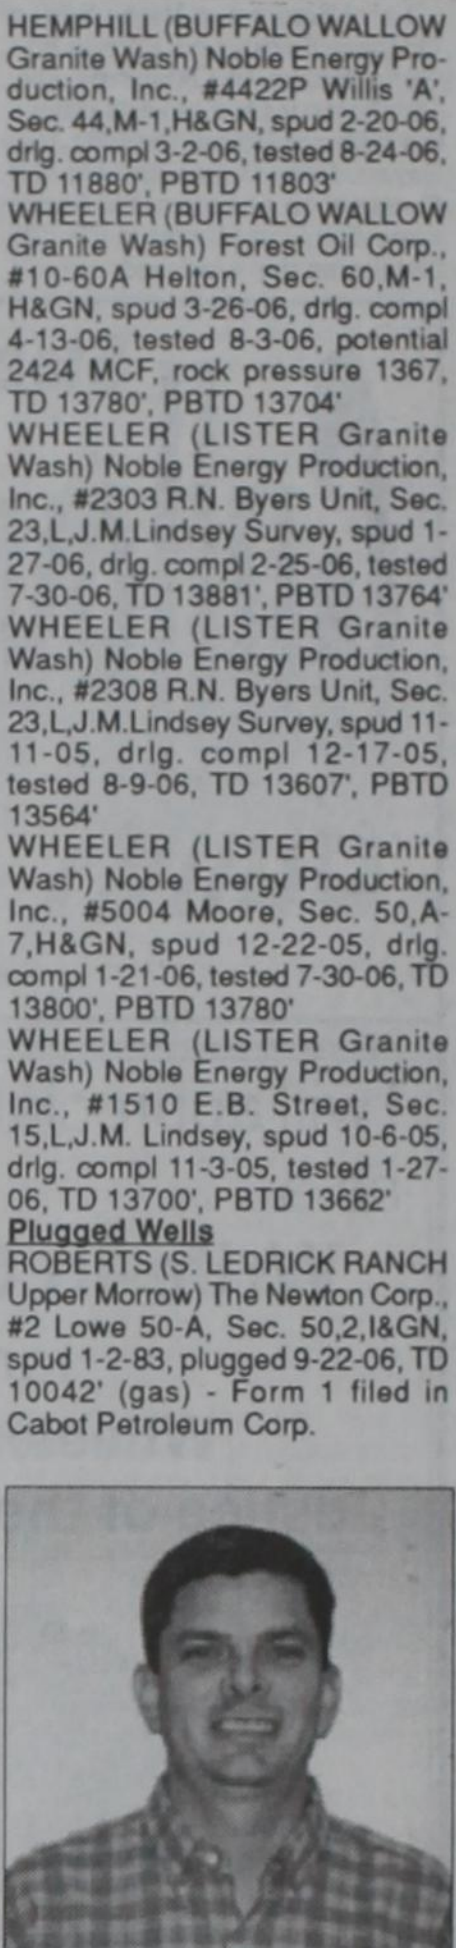 HEMPHILL (BUFFALO WALLOW
Granite Wash) Noble Energy Pro-
duction, Inc., #4422P Willis 'A',
Sec. 44,M-1,H&GN, spud 2-20-06,
drlg. compl 3-2-06, tested 8-24-06,
TD 11880', PBTD 11803'
WHEELER (BUFFALO WALLOW
Granite Wash) Forest Oil Corp.,
#10-60A Helton, Sec. 60,M-1,
H&GN, spud 3-26-06, drlg. compl
4-13-06, tested 8-3-06, potential
2424 MCF, rock pressure 1367,
TD 13780', PBTD 13704'
WHEELER (LISTER Granite
Wash) Noble Energy Production,
Inc., #2303 R.N. Byers Unit, Sec.
23,L,J.M.Lindsey Survey, spud 1-
27-06, drlg. compl 2-25-06, tested
7-30-06, TD 13881', PBTD 13764'
WHEELER (LISTER Granite
Wash) Noble Energy Production,
Inc., #2308 R.N. Byers Unit, Sec.
23,L,J.M.Lindsey Survey, spud 11-
11-05, drlg. compl 12-17-05,
tested 8-9-06, TD 13607', PBTD
13564'
WHEELER (LISTER Granite
Wash) Noble Energy Production,
Inc., #5004 Moore, Sec. 50,A-
7,H&GN, spud 12-22-05, drlg.
compl 1-21-06, tested 7-30-06, TD
13800', PBTD 13780'
WHEELER (LISTER Granite
Wash) Noble Energy Production,
Inc., #1510 E.B. Street, Sec.
15,L,J.M. Lindsey, spud 10-6-05,
drlg. compl 11-3-05, tested 1-27-
06, TD 13700', PBTD 13662'
Plugged Wells
ROBERTS (S. LEDRICK RANCH
Upper Morrow) The Newton Corp.,
#2 Lowe 50-A, Sec. 50,2,I&GN,
spud 1-2-83, plugged 9-22-06, TD
10042' (gas) - Form 1 filed in
Cabot Petroleum Corp.